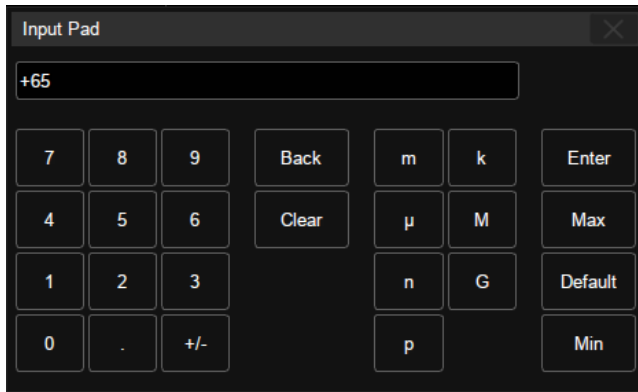 Input Pad
+65
7 8 9 Back m k Enter
4 5 6 Clear µ M Max
1 2 3 n G Default
0 . +/- p Min